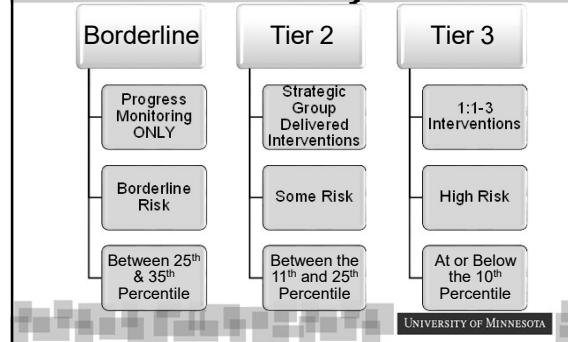 Borderline
Progress
Monitoring
ONLY
Borderline
Risk
Between 25th
& 35th
Percentile
Tier 2
Strategic
Group
Delivered
Interventions
Some Risk
Between the
11th and 25th
Percentile
Tier 3
1:1-3
Interventions
High Risk
At or Below
the 10th
Percentile
UNIVERSITY OF MINNESOTA